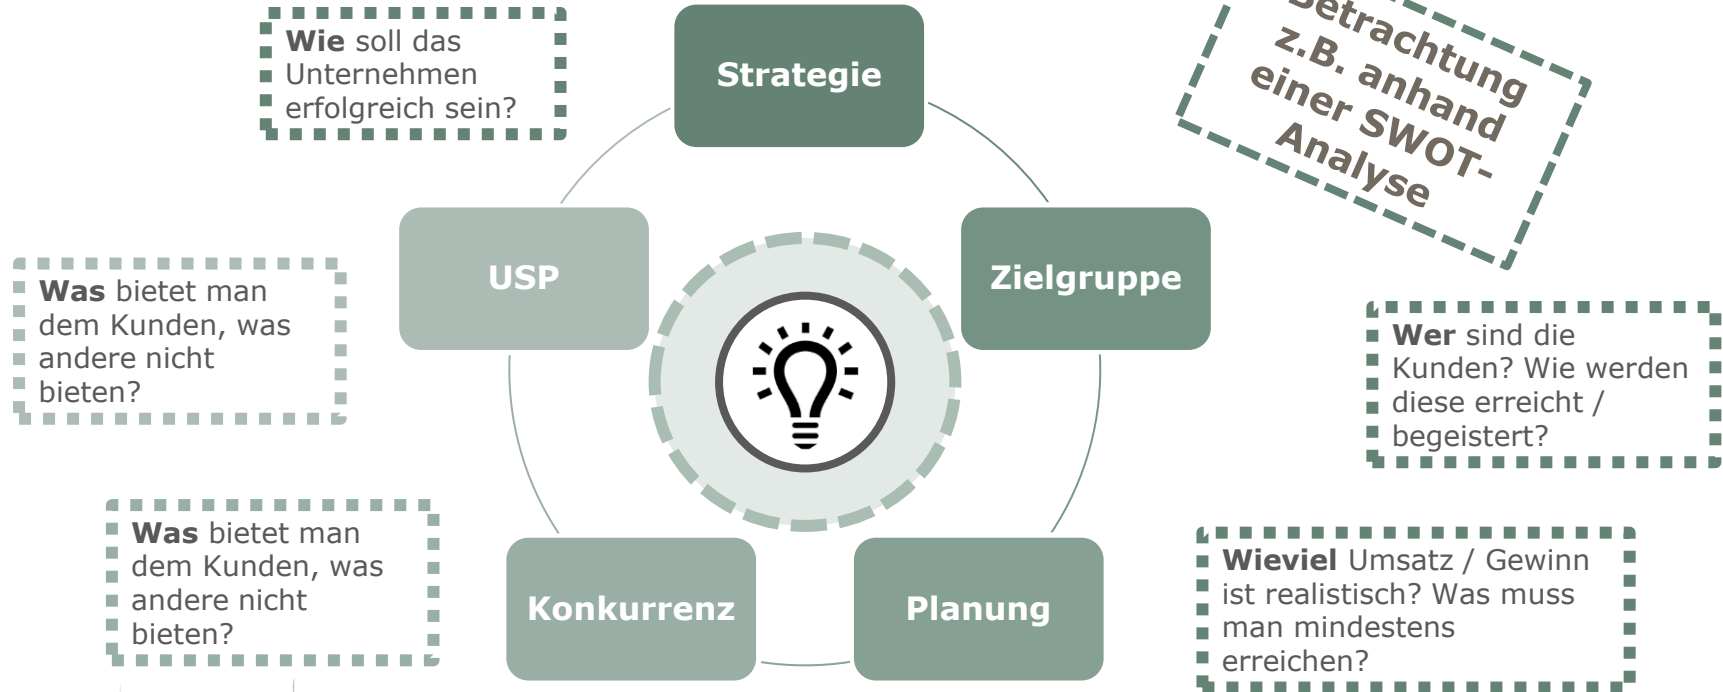 Wie soll das
Unternehmen
erfolgreich sein?
Strategie
Betrachtung
z.B. anhand
einer SWOT-
Analyse
USP
Zielgruppe
Was bietet man
dem Kunden, was
andere nicht
bieten?
Wer sind die
Kunden? Wie werden
diese erreicht /
begeistert?
Was bietet man
dem Kunden, was
andere nicht
bieten?
Konkurrenz
Planung
Wieviel Umsatz / Gewinn
ist realistisch? Was muss
man mindestens
erreichen?